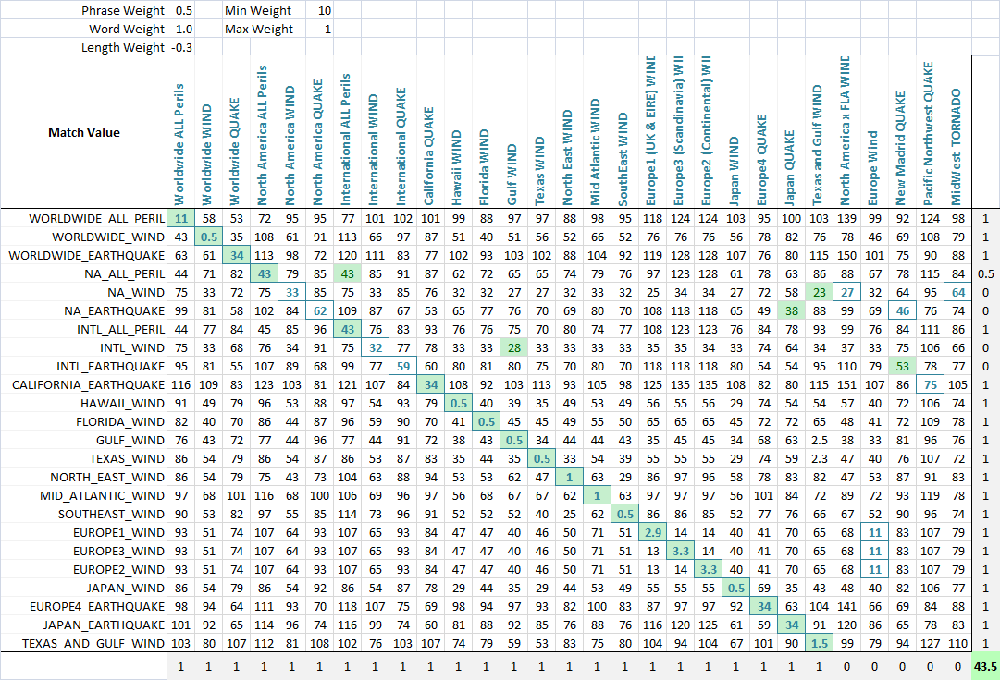 Phrase Weight 0.5 Min Weight 10
Word Weight 1.0 Max Weight 1
Length Weight -0.3
Match Value Worldwide ALL Perils Worldwide WIND Worldwide QUAKE North America ALL Perils North America WIND North America QUAKE International ALL Perils International WIND International QUAKE California QUAKE Hawaii WIND Florida WIND Gulf WIND Texas WIND North East WIND Mid Atlantic WIND SouthEast WIND Europe1 (UK & EIRE) WIND Europe3 (Scandinavia) WII Europe2 (Continental) WII Japan WIND Europe4 QUAKE Japan QUAKE Texas and Gulf WIND North America x FLA WIND Europe Wind New Madrid QUAKE Pacific Northwest QUAKE MidWest TORNADO
WORLDWIDE_ALL_PERIL 11 58 53 72 95 95 77 101 102 101 99 88 97 97 88 98 95 118 124 124 103 95 100 103 139 99 92 124 98 1
WORLDWIDE_WIND 43 0.5 35 108 61 91 113 66 97 87 51 40 51 56 52 66 52 76 76 76 56 78 82 76 78 46 69 108 79 1
WORLDWIDE_EARTHQUAKE 63 61 34 113 98 72 120 111 83 77 102 93 103 102 88 104 92 119 128 128 107 76 80 115 150 101 75 90 88 1
NA_ALL_PERIL 44 71 82 43 79 85 43 85 91 87 62 72 65 65 74 79 76 97 123 128 61 78 63 86 88 67 78 115 84 0.5
NA_WIND 75 33 72 75 33 85 75 33 85 76 32 32 27 27 32 33 32 25 34 34 27 72 58 23 27 32 64 95 64 0
NA_EARTHQUAKE 99 81 58 102 84 62 109 87 67 53 65 77 76 70 69 80 70 108 118 118 65 49 38 88 99 69 46 76 74 0
INTL_ALL_PERIL 44 77 84 45 85 96 43 76 83 93 76 76 75 70 80 74 77 108 123 123 76 84 78 93 99 76 84 111 86 1
INTL_WIND 75 33 68 76 34 91 75 32 77 78 33 33 28 33 33 33 33 35 35 34 33 74 64 34 37 33 75 106 66 0
INTL_EARTHQUAKE 95 81 55 107 89 68 99 77 59 60 80 81 80 75 70 80 70 118 118 118 80 54 54 95 110 79 53 78 77 0
CALIFORNIA_EARTHQUAKE 116 109 83 123 103 81 121 107 84 34 108 92 103 113 93 105 98 125 135 135 108 82 80 115 151 107 86 75 105 1
HAWAII_WIND 91 49 79 96 53 88 97 54 93 79 0.5 40 39 35 49 53 49 56 55 56 29 74 54 54 57 40 72 106 74 1
FLORIDA_WIND 82 40 70 86 44 87 96 59 90 70 41 0.5 45 45 49 55 50 65 65 65 45 72 72 65 48 41 72 109 78 1
GULF_WIND 76 43 72 77 44 96 77 44 91 72 38 43 0.5 34 44 44 43 35 45 45 34 68 63 2.5 38 33 81 96 76 1
TEXAS_WIND 86 54 79 86 54 87 86 53 87 83 35 44 35 0.5 33 54 39 55 55 55 29 74 59 2.3 47 40 76 107 72 1
NORTH_EAST_WIND 86 54 79 75 43 73 104 63 88 94 53 53 62 47 1 63 29 86 97 96 58 78 83 82 47 53 87 91 83 1
MID_ATLANTIC_WIND 97 68 101 116 68 100 106 69 96 97 56 68 67 67 62 1 63 97 97 97 56 101 84 72 89 72 93 119 78 1
SOUTHEAST_WIND 90 53 82 97 55 85 114 73 96 91 52 52 52 40 25 62 0.5 86 86 85 52 77 76 66 67 52 90 96 74 1
EUROPE1_WIND 93 51 74 107 64 93 107 65 93 84 47 47 40 46 50 71 51 2.9 14 14 40 41 70 65 68 11 83 107 79 1
EUROPE3_WIND 93 51 74 107 64 93 107 65 93 84 47 47 40 46 50 71 51 13 3.3 14 40 41 70 65 68 11 83 107 79 1
EUROPE2_WIND 93 51 74 107 64 93 107 65 93 84 47 47 40 46 50 71 51 13 14 3.3 40 41 70 65 68 11 83 107 79 1
JAPAN_WIND 86 54 79 86 54 92 86 54 87 78 29 44 35 29 44 53 49 55 55 55 0.5 69 35 43 48 40 82 106 77 1
EUROPE4_EARTHQUAKE 98 94 64 111 93 70 118 107 75 69 98 94 97 93 82 100 83 87 97 97 92 34 63 104 141 66 69 84 88 1
JAPAN_EARTHQUAKE 101 92 65 114 96 74 116 99 74 60 81 88 92 85 76 88 76 116 120 125 61 59 34 91 120 86 65 78 83 1
TEXAS_AND_GULF_WIND 103 80 107 112 81 108 102 76 103 107 74 79 59 53 83 75 80 104 94 104 67 101 90 1.5 62 79 94 127 110 1
1 1 1 1 1 1 1 1 1 1 1 1 1 1 1 1 1 1 1 1 1 1 1 1 0 0 0 0 0 43.5